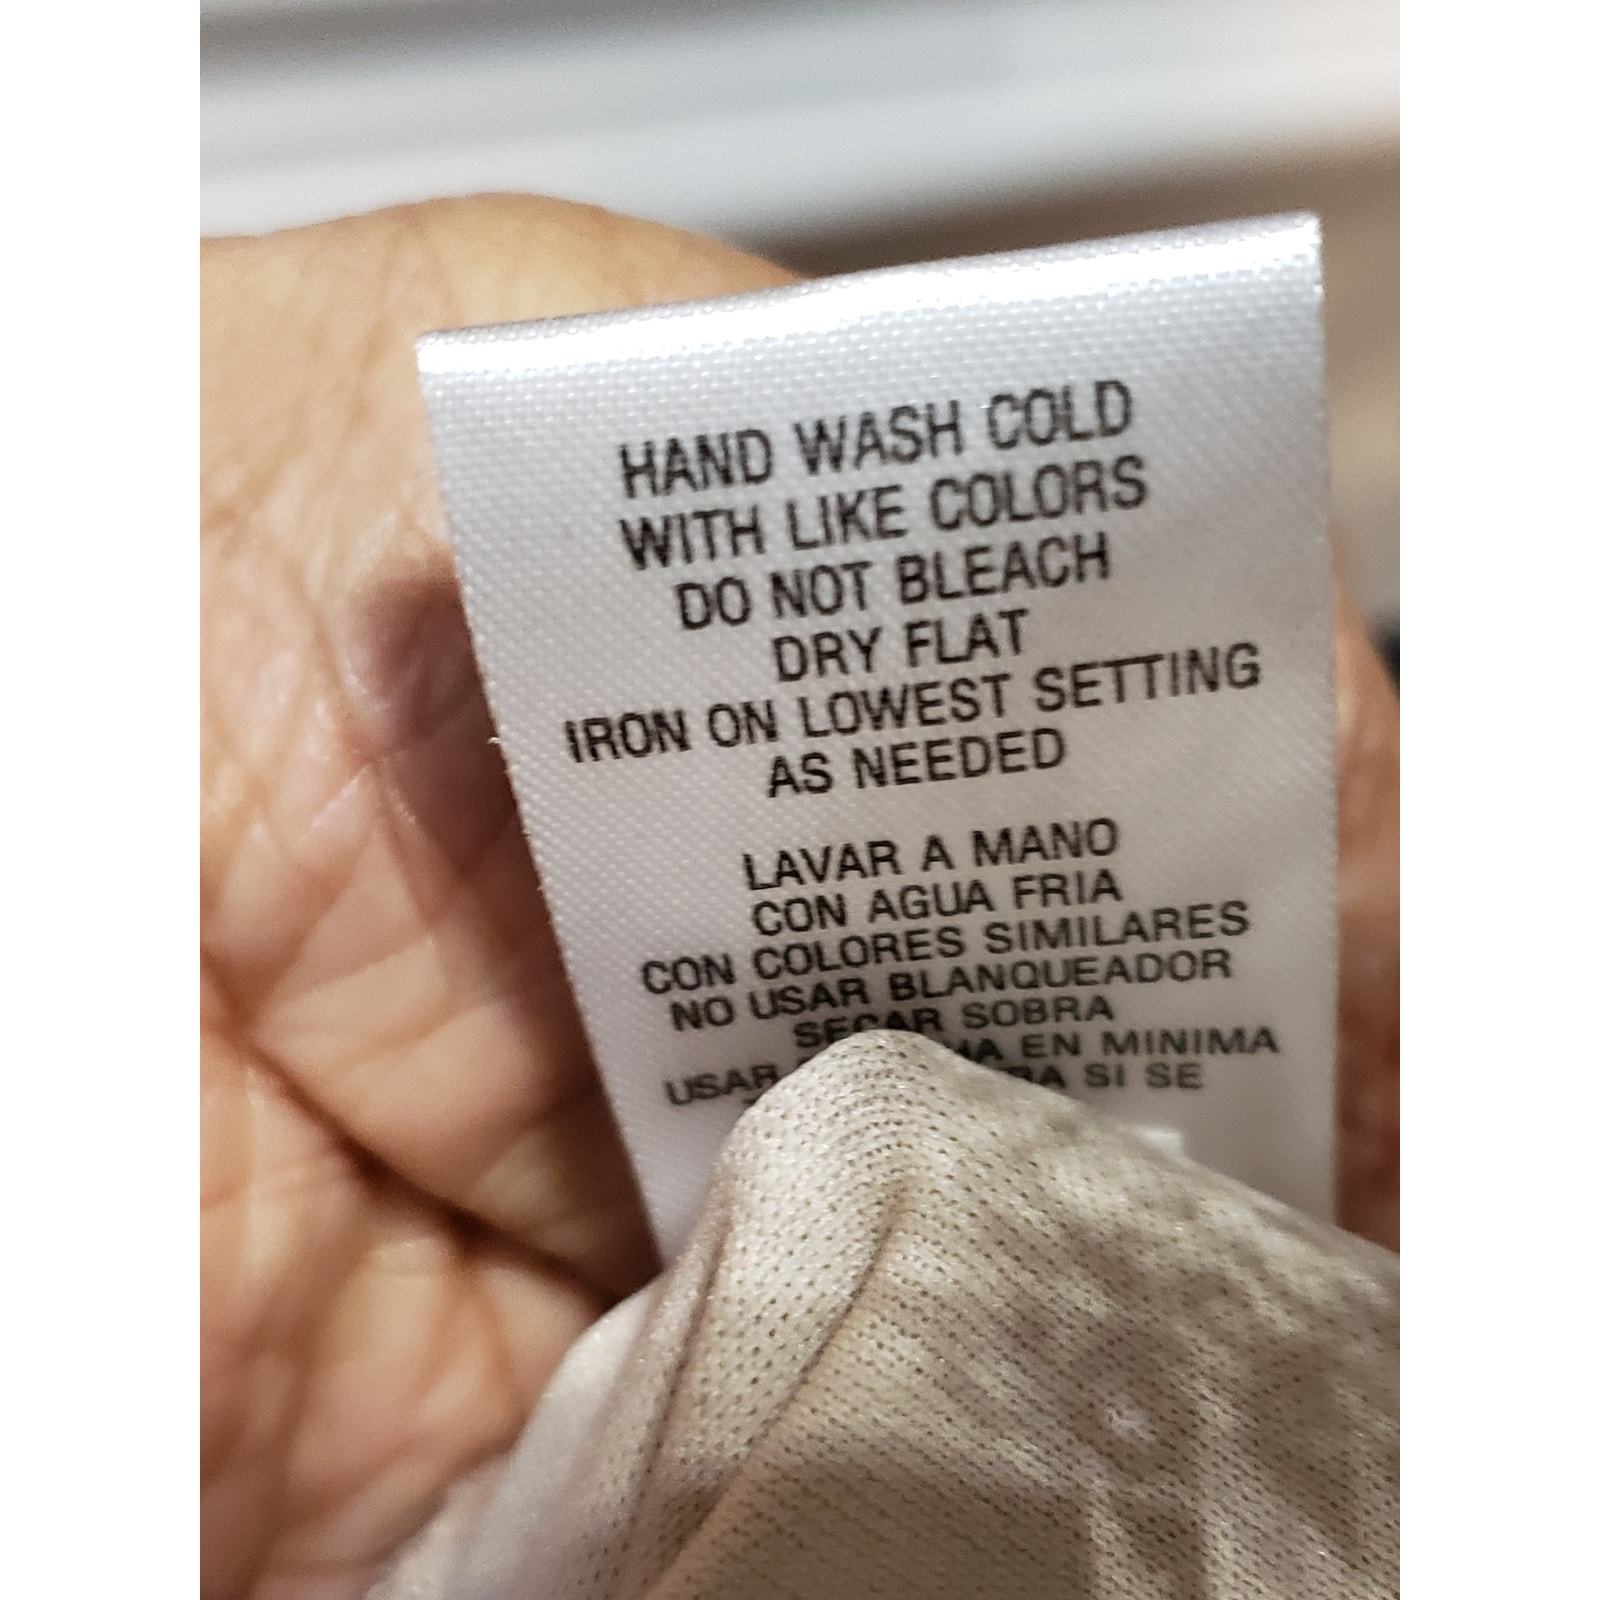 HAND WASH COLD
WITH LIKE COLORS
DO NOT BLEACH
DRY FLAT
IRON ON LOWEST SETTING
AS NEEDED
LAVAR A MANO
CON AGUA FRIA
CON COLORES SIMILARES
NO USAR BLANQUEADOR
SECAR SOBRA
EN MINIMA
USAR SI SE